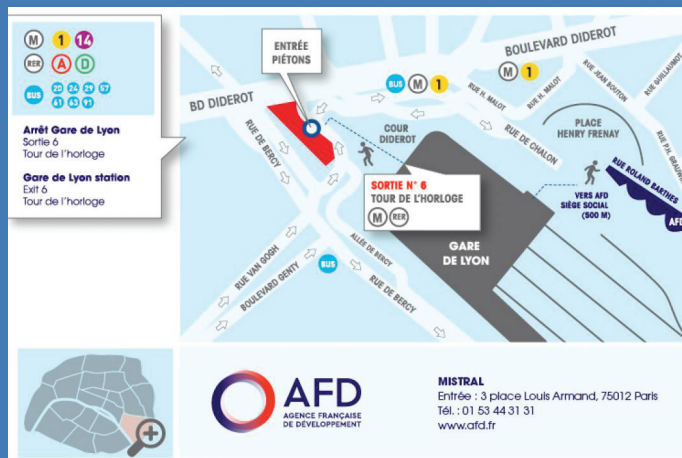 M 1 14
RER A D
BUS 20 24 29 57
61 63 91
Arrêt Gare de Lyon
Sortie 6
Tour de l'horloge
Gare de Lyon station
Exit 6
Tour de l'horloge
ENTRÉE
PIÉTONS
BOULEVARD DIDEROT
BD DIDEROT
BUS M 1
M 1
RUE H. MALOT
RUE H. MALOT
RUE JEAN BOUTON
RUE GUILLAUMOT
RUE DE BERCY
COUR
DIDEROT
RUE DE CHALON
PLACE
HENRY FRENAY
RUE P.H. GRAUWIN
RUE ROLAND BARTHES
SORTIE N° 6
TOUR DE L'HORLOGE
M RER
VERS AFD
SIÈGE SOCIAL
(500 M)
AFD
GARE
DE LYON
RUE VAN GOGH
BOULEVARD GENTY
BUS
ALLÉE DE BERCY
RUE DE BERCY
AFD
AGENCE FRANÇAISE
DE DÉVELOPPEMENT
MISTRAL
Entrée : 3 place Louis Armand, 75012 Paris
Tél. : 01 53 44 31 31
www.afd.fr